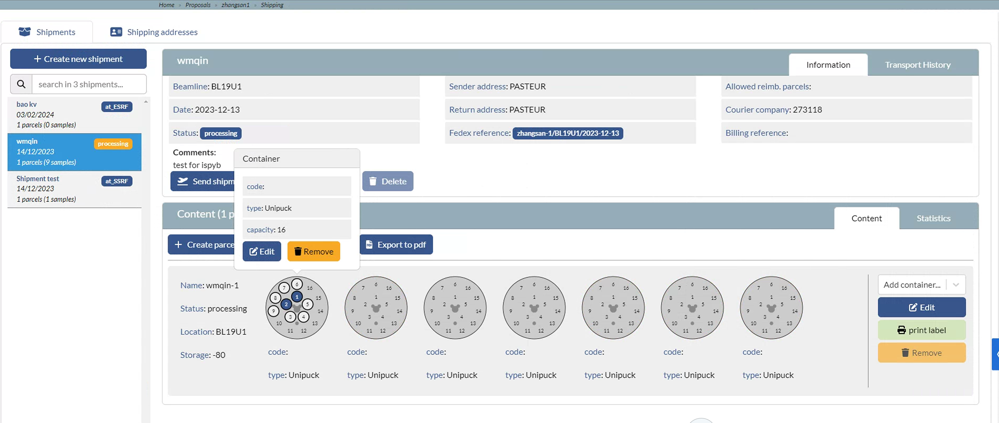 Home » Proposals » zhangsan1 » Shipping
Shipments
Shipping addresses
+ Create new shipment
search in 3 shipments...
bao kv
at_ESRF
03/02/2024
1 parcels (0 samples)
wmqin
processing
14/12/2023
1 parcels (9 samples)
Shipment test
at_SSRF
14/12/2023
1 parcels (1 samples)
wmqin
Information
Transport History
Beamline: BL19U1
Sender address: PASTEUR
Allowed reimb. parcels:
Date: 2023-12-13
Return address: PASTEUR
Courier company: 273118
Status: processing
Fedex reference: zhangsan-1/BL19U1/2023-12-13
Billing reference:
Comments:
test for ispyb
Send shipm
Delete
Container
code:
type: Unipuck
capacity: 16
Edit
Remove
Content (1 p
Content
Statistics
+ Create parce
PDF Export to pdf
Name: wmqin-1
Status: processing
Location: BL19U1
Storage: -80
6 7 16 1 8 15 2 5 9 14 3 4 10 13 11 12
6 7 16 1 8 15 2 5 9 14 3 4 10 13 11 12
6 7 16 1 8 15 2 5 9 14 3 4 10 13 11 12
6 7 16 1 8 15 2 5 9 14 3 4 10 13 11 12
6 7 16 1 8 15 2 5 9 14 3 4 10 13 11 12
6 7 16 1 8 15 2 5 9 14 3 4 10 13 11 12
6 7 16 1 8 15 2 5 9 14 3 4 10 13 11 12
code: code: code: code: code: code: code:
type: Unipuck type: Unipuck type: Unipuck type: Unipuck type: Unipuck type: Unipuck type: Unipuck
Add container...
Edit
print label
Remove